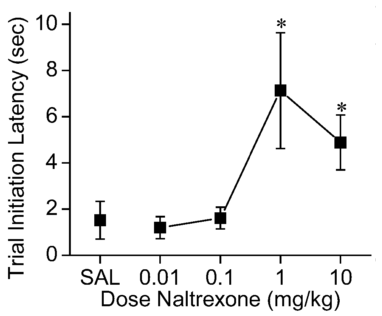 Trial Initiation Latency (sec)
10
8
6
4
2
0
*
*
SAL 0.01 0.1 1 10
Dose Naltrexone (mg/kg)